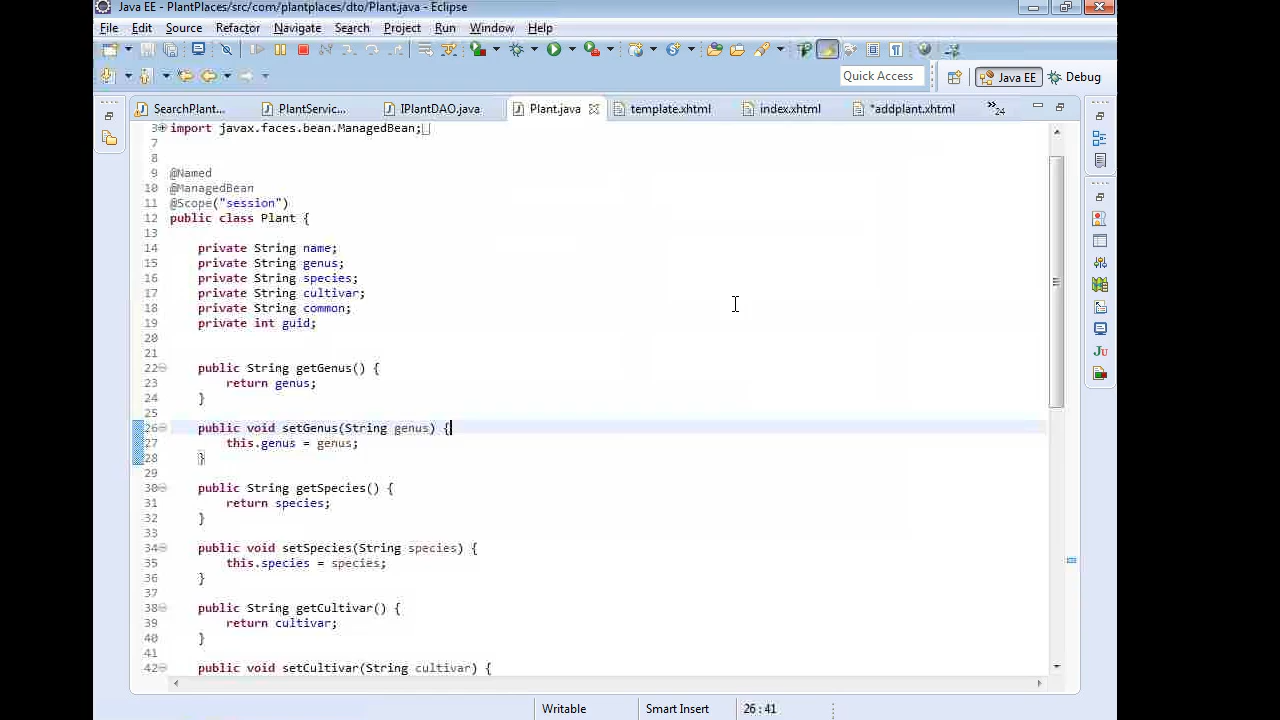 Java EE - PlantPlaces/src/com/plantplaces/dto/Plant.java - Eclipse
File Edit Source Refactor Navigate Search Project Run Window Help
Quick Access Java EE Debug
SearchPlant... PlantServic... IPlantDAO.java Plant.java template.xhtml index.xhtml *addplant.xhtml »24
3 import javax.faces.bean.ManagedBean;
7
8
9 @Named
10 @ManagedBean
11 @Scope("session")
12 public class Plant {
13
14 private String name;
15 private String genus;
16 private String species;
17 private String cultivar;
18 private String common;
19 private int guid;
20
21
22 public String getGenus() {
23 return genus;
24 }
25
26 public void setGenus(String genus) {
27 this.genus = genus;
28 }
29
30 public String getSpecies() {
31 return species;
32 }
33
34 public void setSpecies(String species) {
35 this.species = species;
36 }
37
38 public String getCultivar() {
39 return cultivar;
40 }
41
42 public void setCultivar(String cultivar) {
Writable Smart Insert 26 : 41